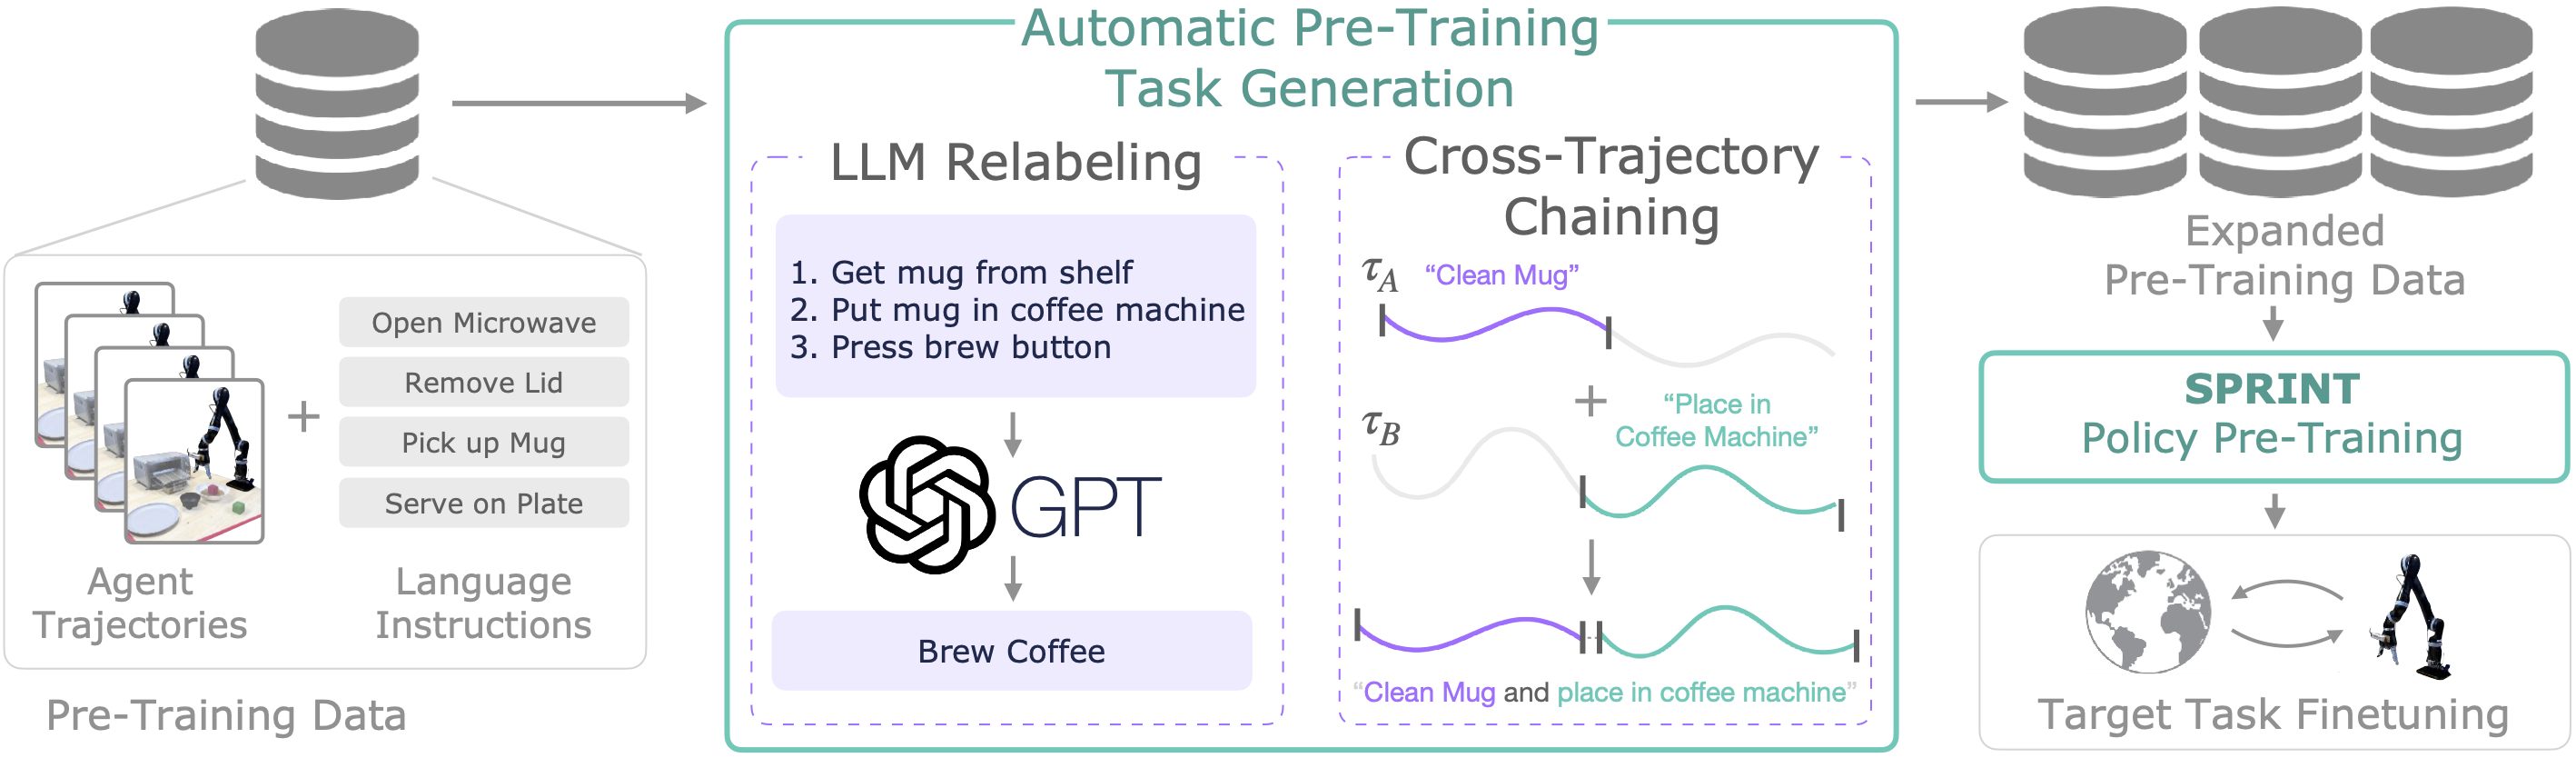 Open Microwave
Remove Lid
Pick up Mug
Serve on Plate
+
Agent
Trajectories
Language
Instructions
Pre-Training Data
Automatic Pre-Training
Task Generation
LLM Relabeling
1. Get mug from shelf
2. Put mug in coffee machine
3. Press brew button
GPT
Brew Coffee
Cross-Trajectory
Chaining
τA “Clean Mug”
+
τB
“Place in
Coffee Machine”
“Clean Mug and place in coffee machine”
Expanded
Pre-Training Data
SPRINT
Policy Pre-Training
Target Task Finetuning